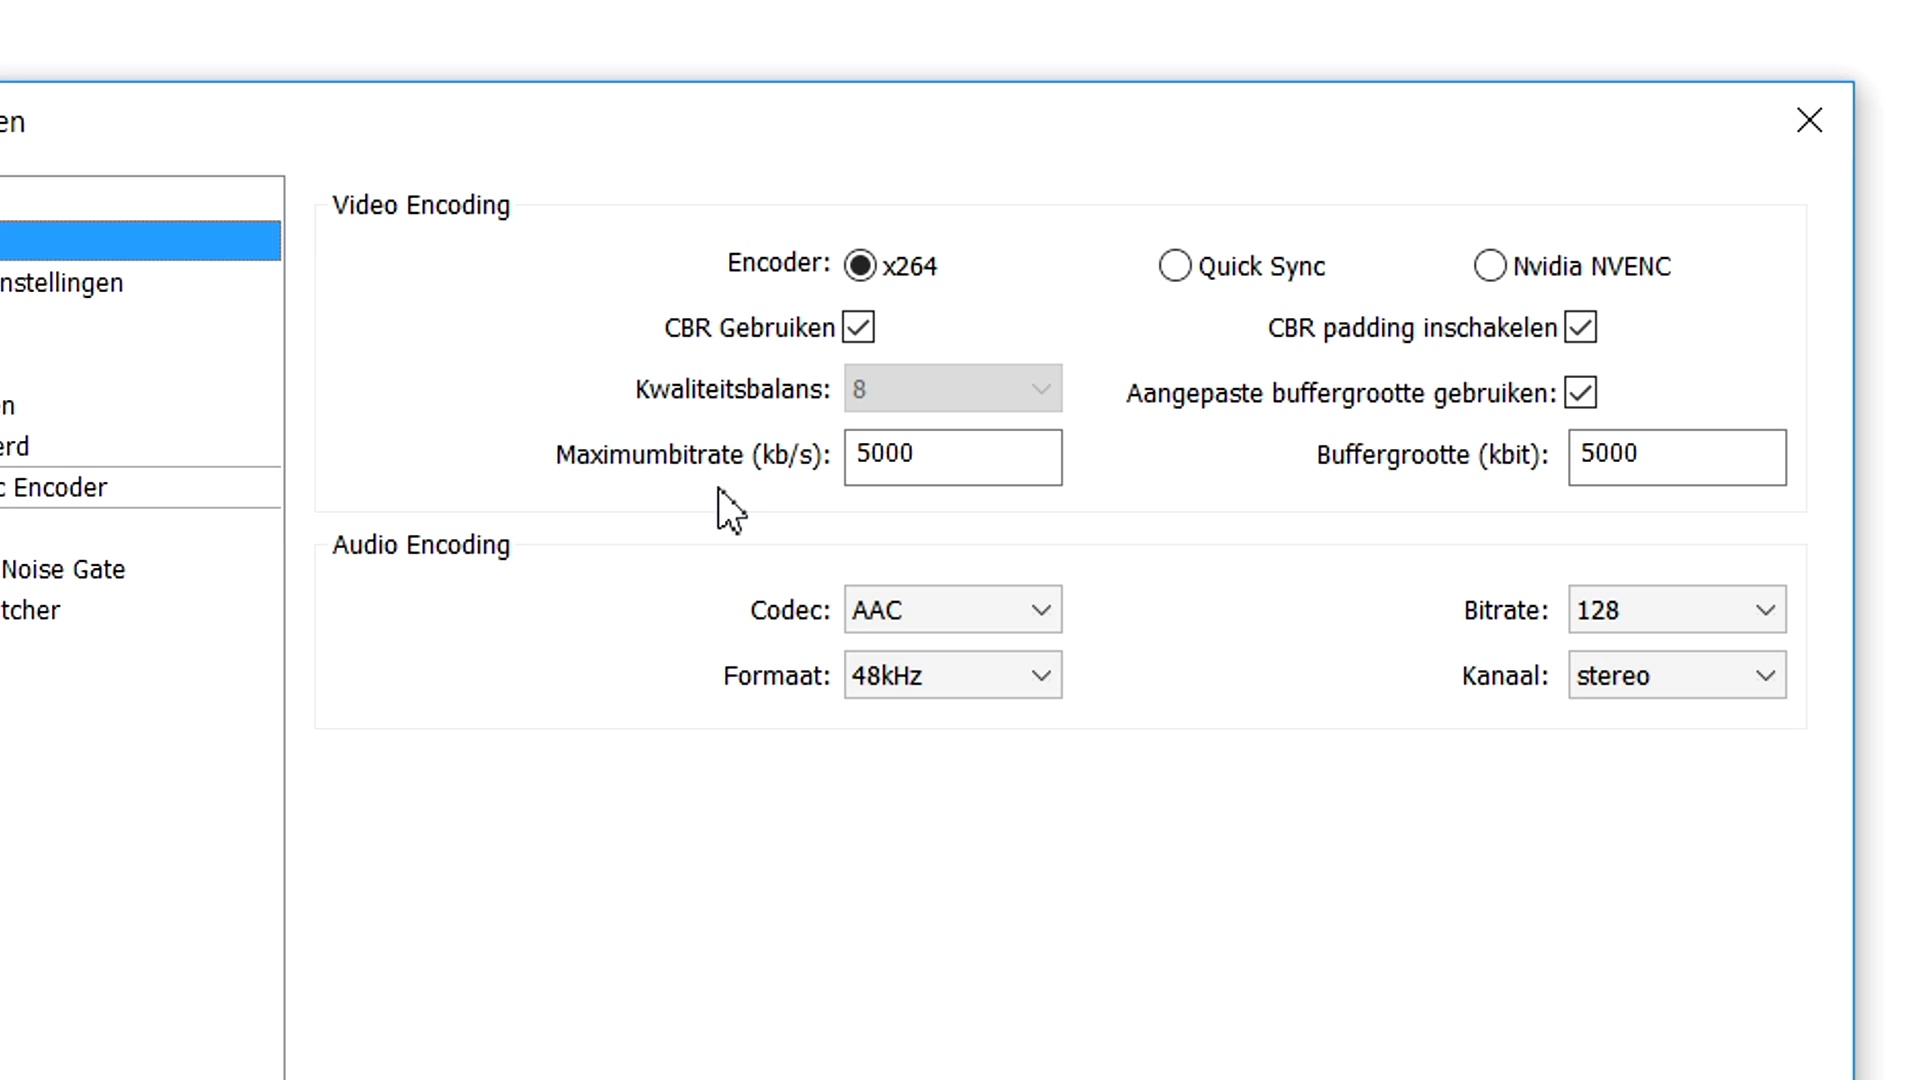 en
Video Encoding
Encoder: x264 Quick Sync Nvidia NVENC
nstellingen
CBR Gebruiken CBR padding inschakelen
Kwaliteitsbalans: 8 Aangepaste buffergrootte gebruiken:
n
erd
Maximumbitrate (kb/s): 5000 Buffergrootte (kbit): 5000
c Encoder
Audio Encoding
Noise Gate
tcher
Codec: AAC Bitrate: 128
Formaat: 48kHz Kanaal: stereo